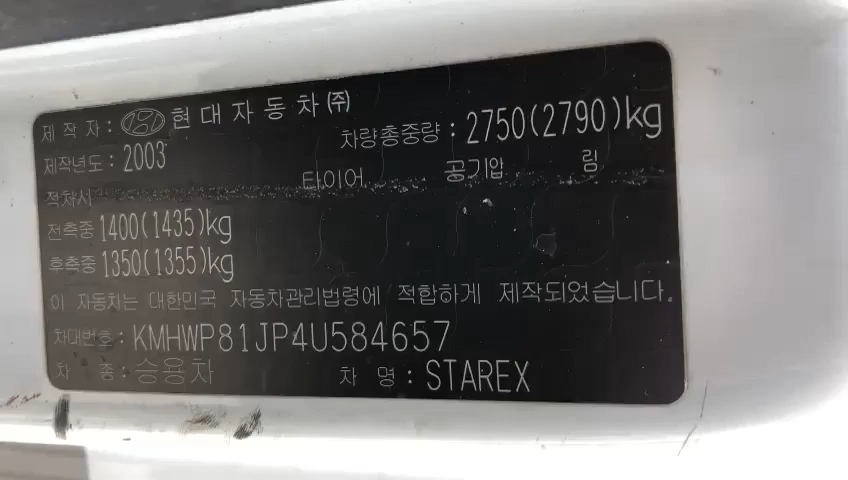 제작자: 현대자동차㈜
차량총중량: 2750(2790)kg
제작년도: 2003
적차시 타이어 공기압 림
전축중 1400(1435)kg
후축중 1350(1355)kg
이 자동차는 대한민국 자동차관리법령에 적합하게 제작되었습니다.
차대번호: KMHWP81JP4U584657
차 종: 승용차 차 명: STAREX